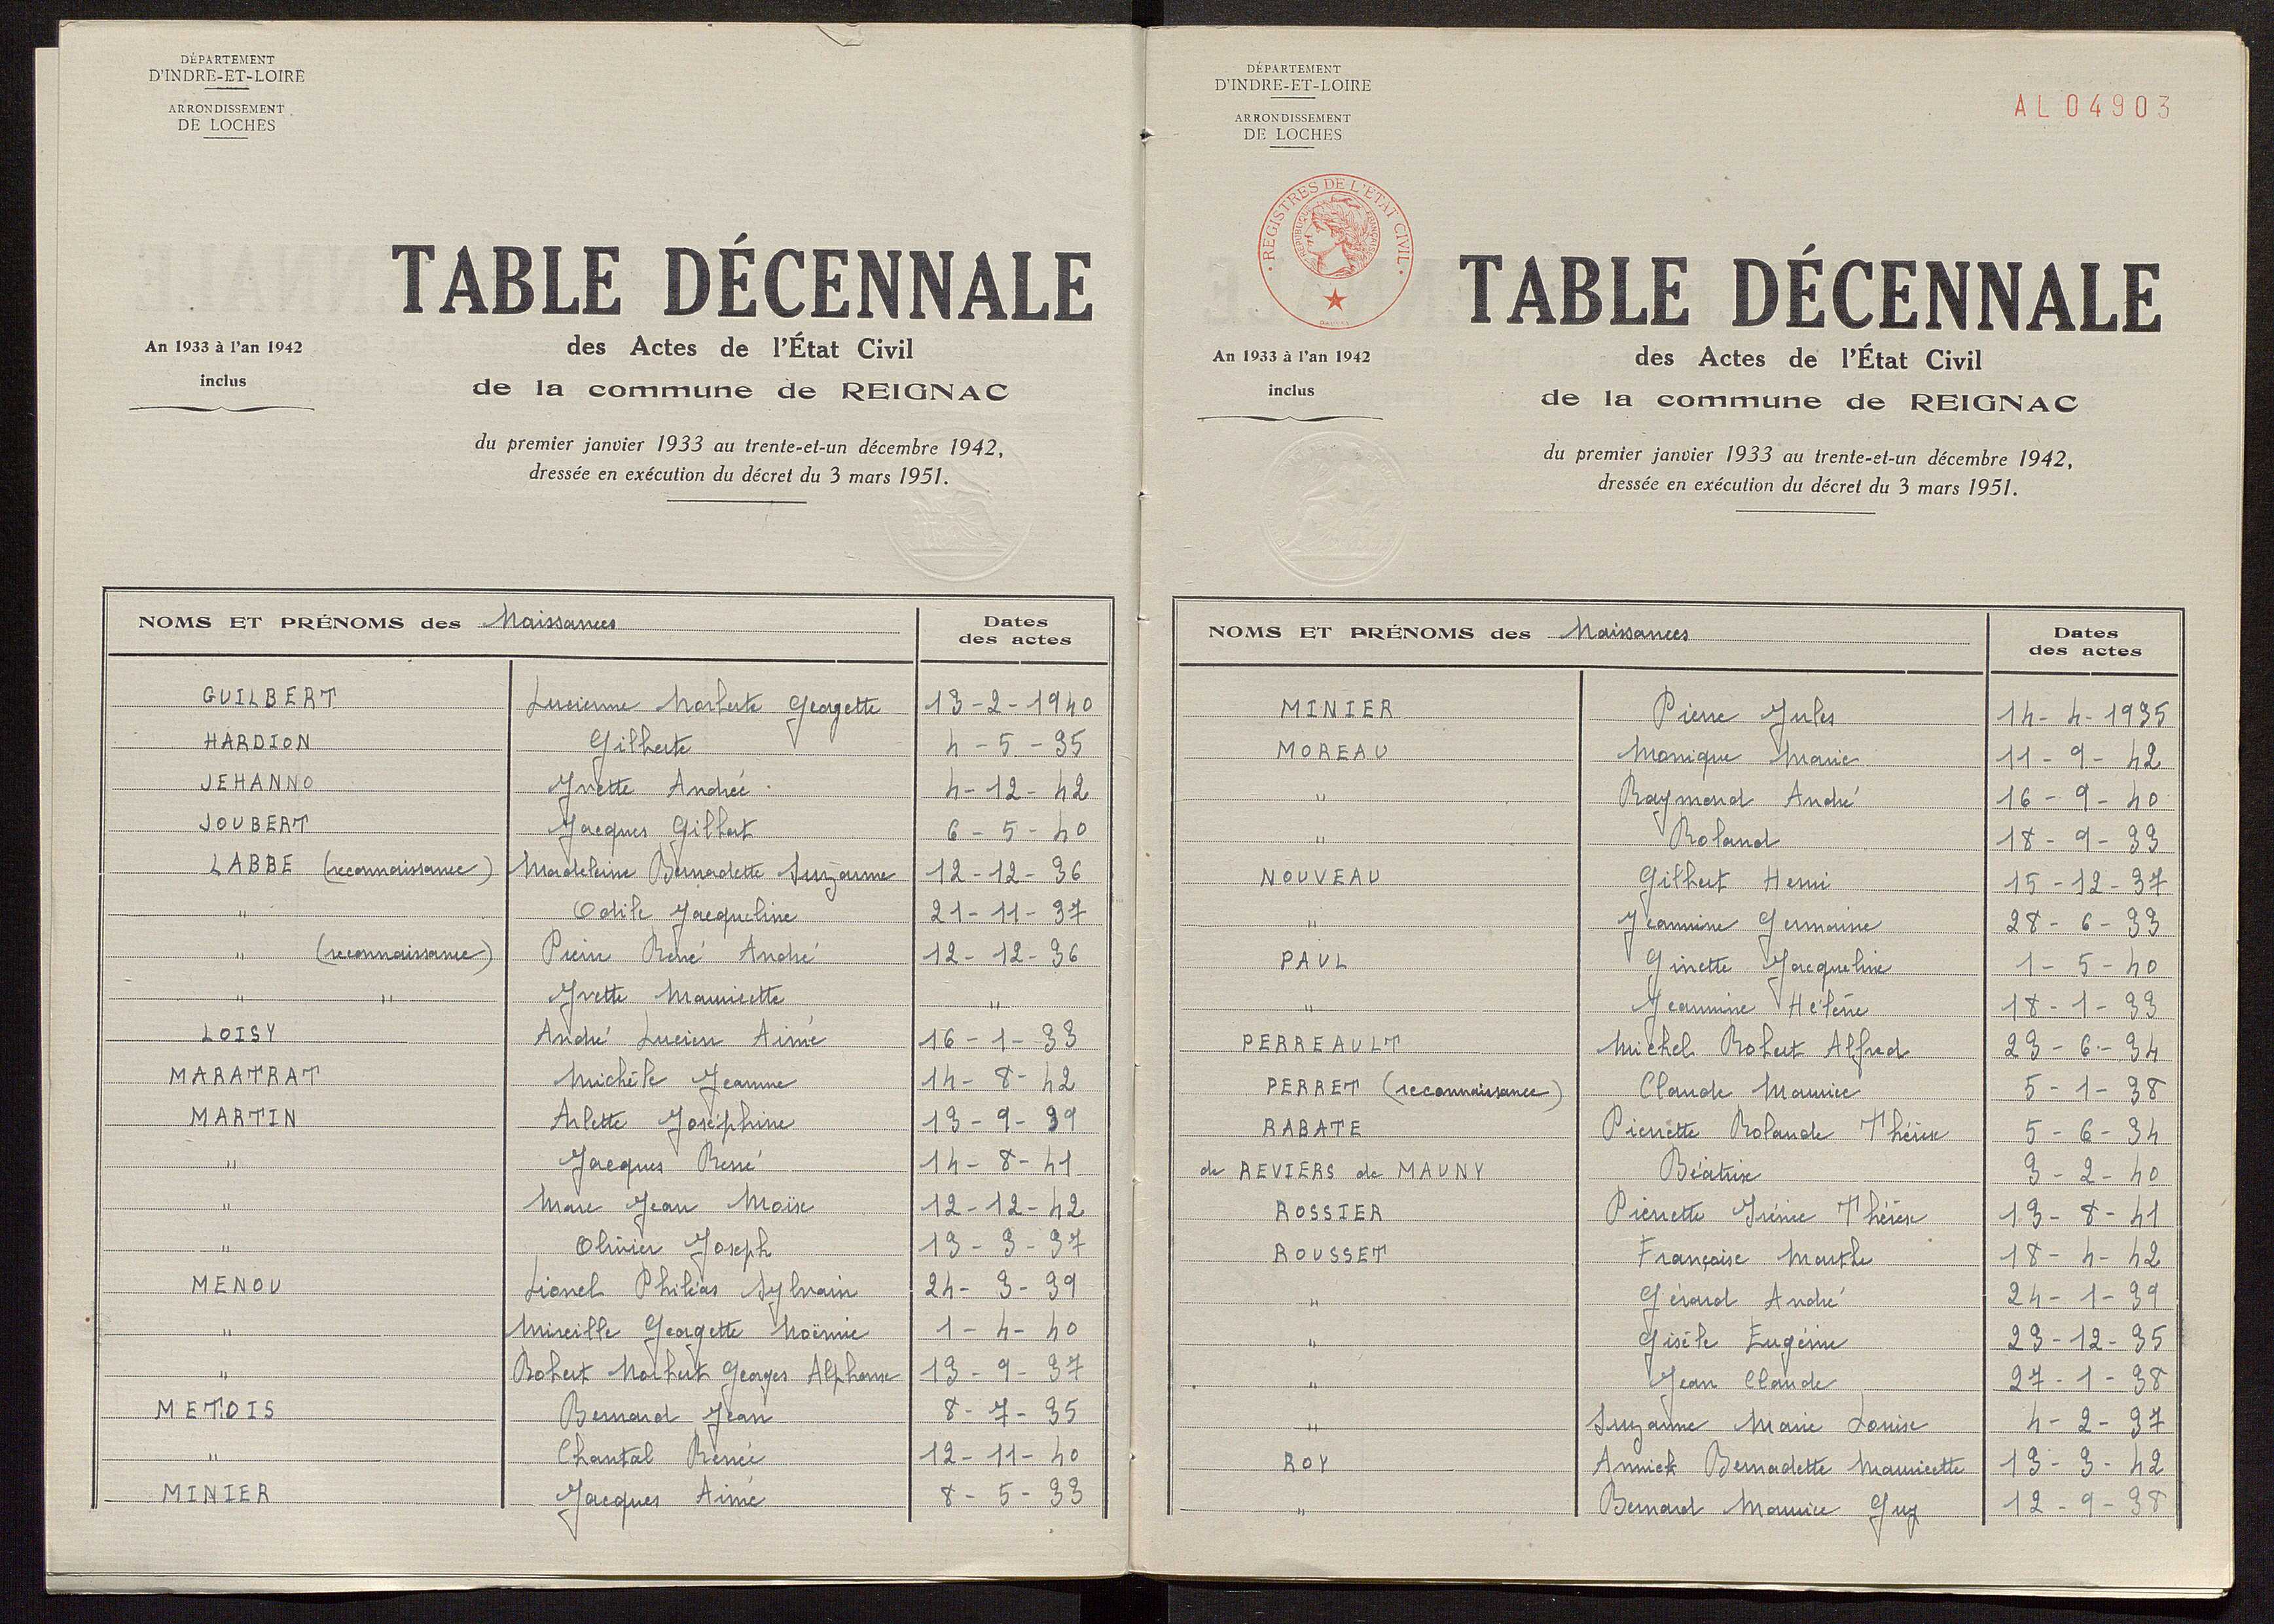 DÉPARTEMENT
D'INDRE-ET-LOIRE
ARRONDISSEMENT
DE LOCHES
TABLE DÉCENNALE
An 1933 à l'an 1942
inclus
des Actes de l'État Civil
de la commune de REIGNAC
du premier janvier 1933 au trente-et-un décembre 1942,
dressée en exécution du décret du 3 mars 1951.
NOMS ET PRÉNOMS des Naissances Dates des actes
GUILBERT Lucienne Norberte Georgette 13-2-1940
HARDION Gilberte 4-5-35
JEHANNO Yvette Andrée 4-12-42
JOUBERT Jacques Gilbert 6-5-40
LABBE (reconnaissance) Madeleine Bernadette Suzanne 12-12-36
" Odile Jacqueline 21-11-37
" (reconnaissance) Pierre René André 12-12-36
" " Yvette Mauricette "
LOISY André Lucien Aimé 16-1-33
MARATRAT Michèle Jeanne 14-8-42
MARTIN Arlette Joséphine 13-9-39
" Jacques René 14-8-41
" Marc Jean Moïse 12-12-42
" Olivier Joseph 13-3-37
MENOU Lionel Philéas Sylvain 24-3-39
" Mireille Georgette Noëmie 1-4-40
" Robert Norbert Georges Alphonse 13-9-37
METOIS Bernard Jean 8-7-35
" Chantal Renée 12-11-40
MINIER Jacques Aimé 8-5-33
DÉPARTEMENT
D'INDRE-ET-LOIRE
ARRONDISSEMENT
DE LOCHES
AL 04903
REGISTRES DE L'ÉTAT CIVIL
RÉPUBLIQUE FRANÇAISE
TABLE DÉCENNALE
An 1933 à l'an 1942
inclus
des Actes de l'État Civil
de la commune de REIGNAC
du premier janvier 1933 au trente-et-un décembre 1942,
dressée en exécution du décret du 3 mars 1951.
NOMS ET PRÉNOMS des Naissances Dates des actes
MINIER Pierre Jules 14-4-1935
MOREAU Monique Marie 11-9-42
" Raymond André 16-9-40
" Roland 18-9-33
NOUVEAU Gilbert Henri 15-12-37
" Jeannine Germaine 28-6-33
PAUL Ginette Jacqueline 1-5-40
" Jeannine Hélène 18-1-33
PERREAULT Michel Robert Alfred 23-6-34
PERRET (reconnaissance) Claude Maurice 5-1-38
RABATE Pierrette Rolande Thérèse 5-6-34
de REVIERS de MAUNY Béatrix 3-2-40
ROSSIER Pierrette Irénée Thérèse 13-8-41
ROUSSET Françoise Marthe 18-4-42
" Gérard André 24-1-39
" Gisèle Eugénie 23-12-35
" Jean Claude 27-1-38
" Suzanne Marie Louise 4-2-37
ROY Annick Bernadette Mauricette 13-3-42
" Bernard Maurice Guy 12-9-38